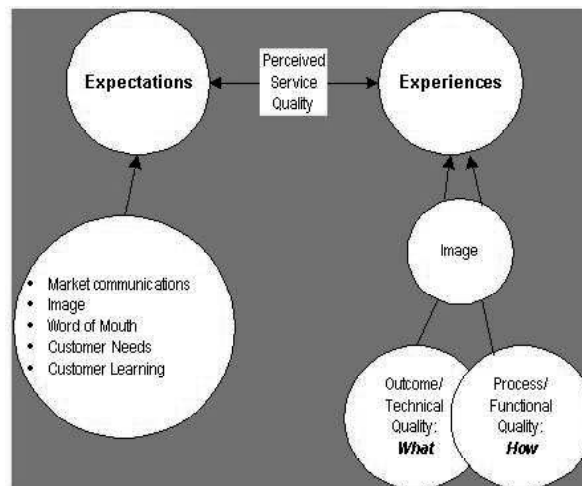 Expectations
Perceived
Service
Quality
Experiences
Image
• Market communications
• Image
• Word of Mouth
• Customer Needs
• Customer Learning
Outcome/
Technical
Quality:
What
Process/
Functional
Quality:
How